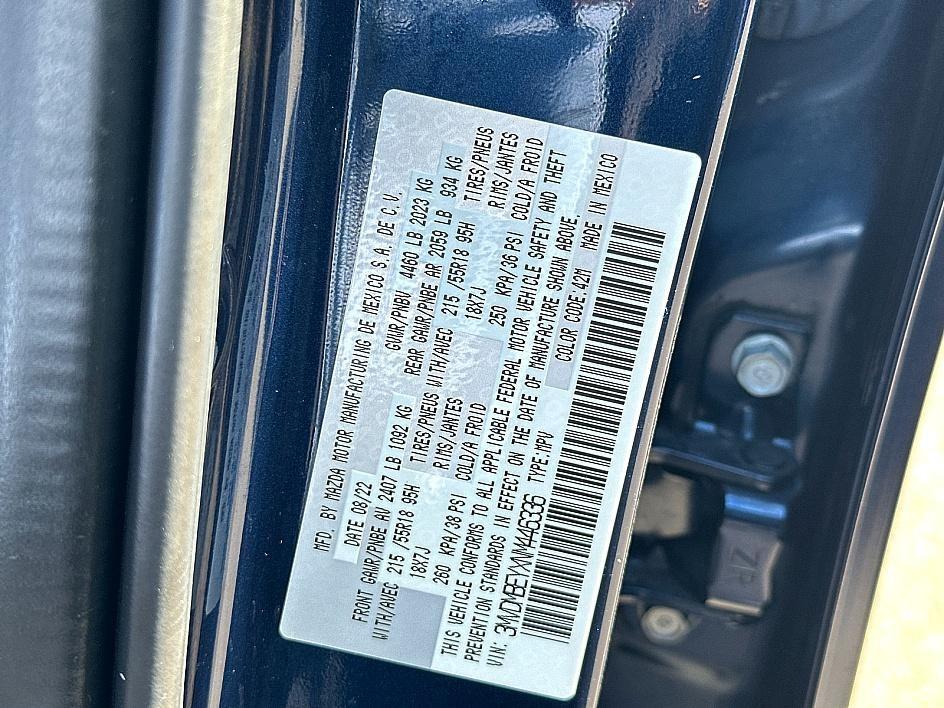 MFD. BY MAZDA MOTOR MANUFACTURING DE MEXICO S.A. DE C.V.
DATE 08/22 GVWR/PNBV 4460 LB 2023 KG
FRONT GAWR/PNBE AV 2407 LB 1092 KG REAR GAWR/PNBE AR 2059 LB 934 KG
WITH/AVEC 215 /55R18 95H TIRES/PNEUS WITH/AVEC 215 /55R18 95H TIRES/PNEUS
18X7J RIMS/JANTES 18X7J RIMS/JANTES
260 KPA/38 PSI COLD/A FROID 250 KPA/36 PSI COLD/A FROID
THIS VEHICLE CONFORMS TO ALL APPLICABLE FEDERAL MOTOR VEHICLE SAFETY AND THEFT
PREVENTION STANDARDS IN EFFECT ON THE DATE OF MANUFACTURE SHOWN ABOVE.
VIN: 3MVDMBEYXNM446336 TYPE:MPV COLOR CODE:42M MADE IN MEXICO
ZP